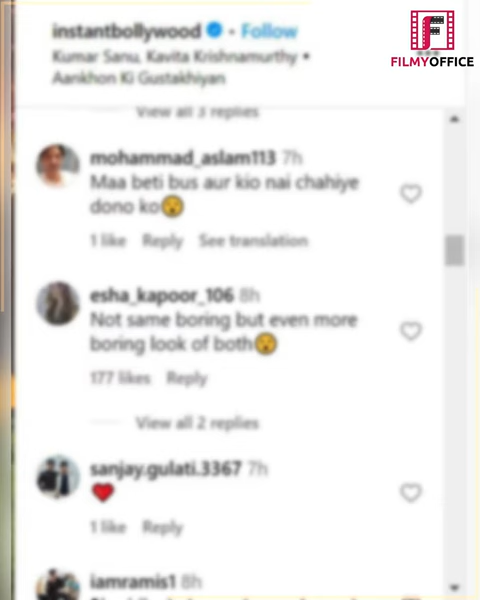 instantbollywood • Follow
Kumar Sanu, Kavita Krishnamurthy •
Aankhon Ki Gustakhiyan
FILMYOFFICE
View all 3 replies
mohammad_aslam113 7h
Maa beti bus aur kio nai chahiye
dono ko😯
1 like Reply See translation
esha_kapoor_106 8h
Not same boring but even more
boring look of both😯
177 likes Reply
View all 2 replies
sanjay.gulati.3367 7h
❤️
1 like Reply
iamramis1 8h